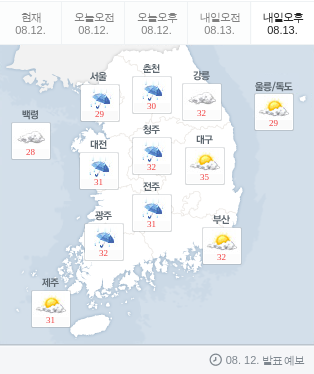 현재 오늘오전 오늘오후 내일오전 내일오후
08.12. 08.12. 08.12. 08.13. 08.13.
서울 춘천 강릉 울릉/독도
29 30 32 29
백령 대전 청주 대구
28 31 32 35
광주 전주 부산
32 31 32
제주
31
08. 12. 발표 예보